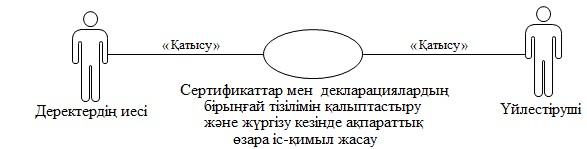 «Қатысу» «Қатысу»
Сертификаттар мен декларациялардың
бірыңғай тізілімін қалыптастыру
және жүргізу кезінде ақпараттық
өзара іс-қимыл жасау
Деректердің иесі
Үйлестіруші